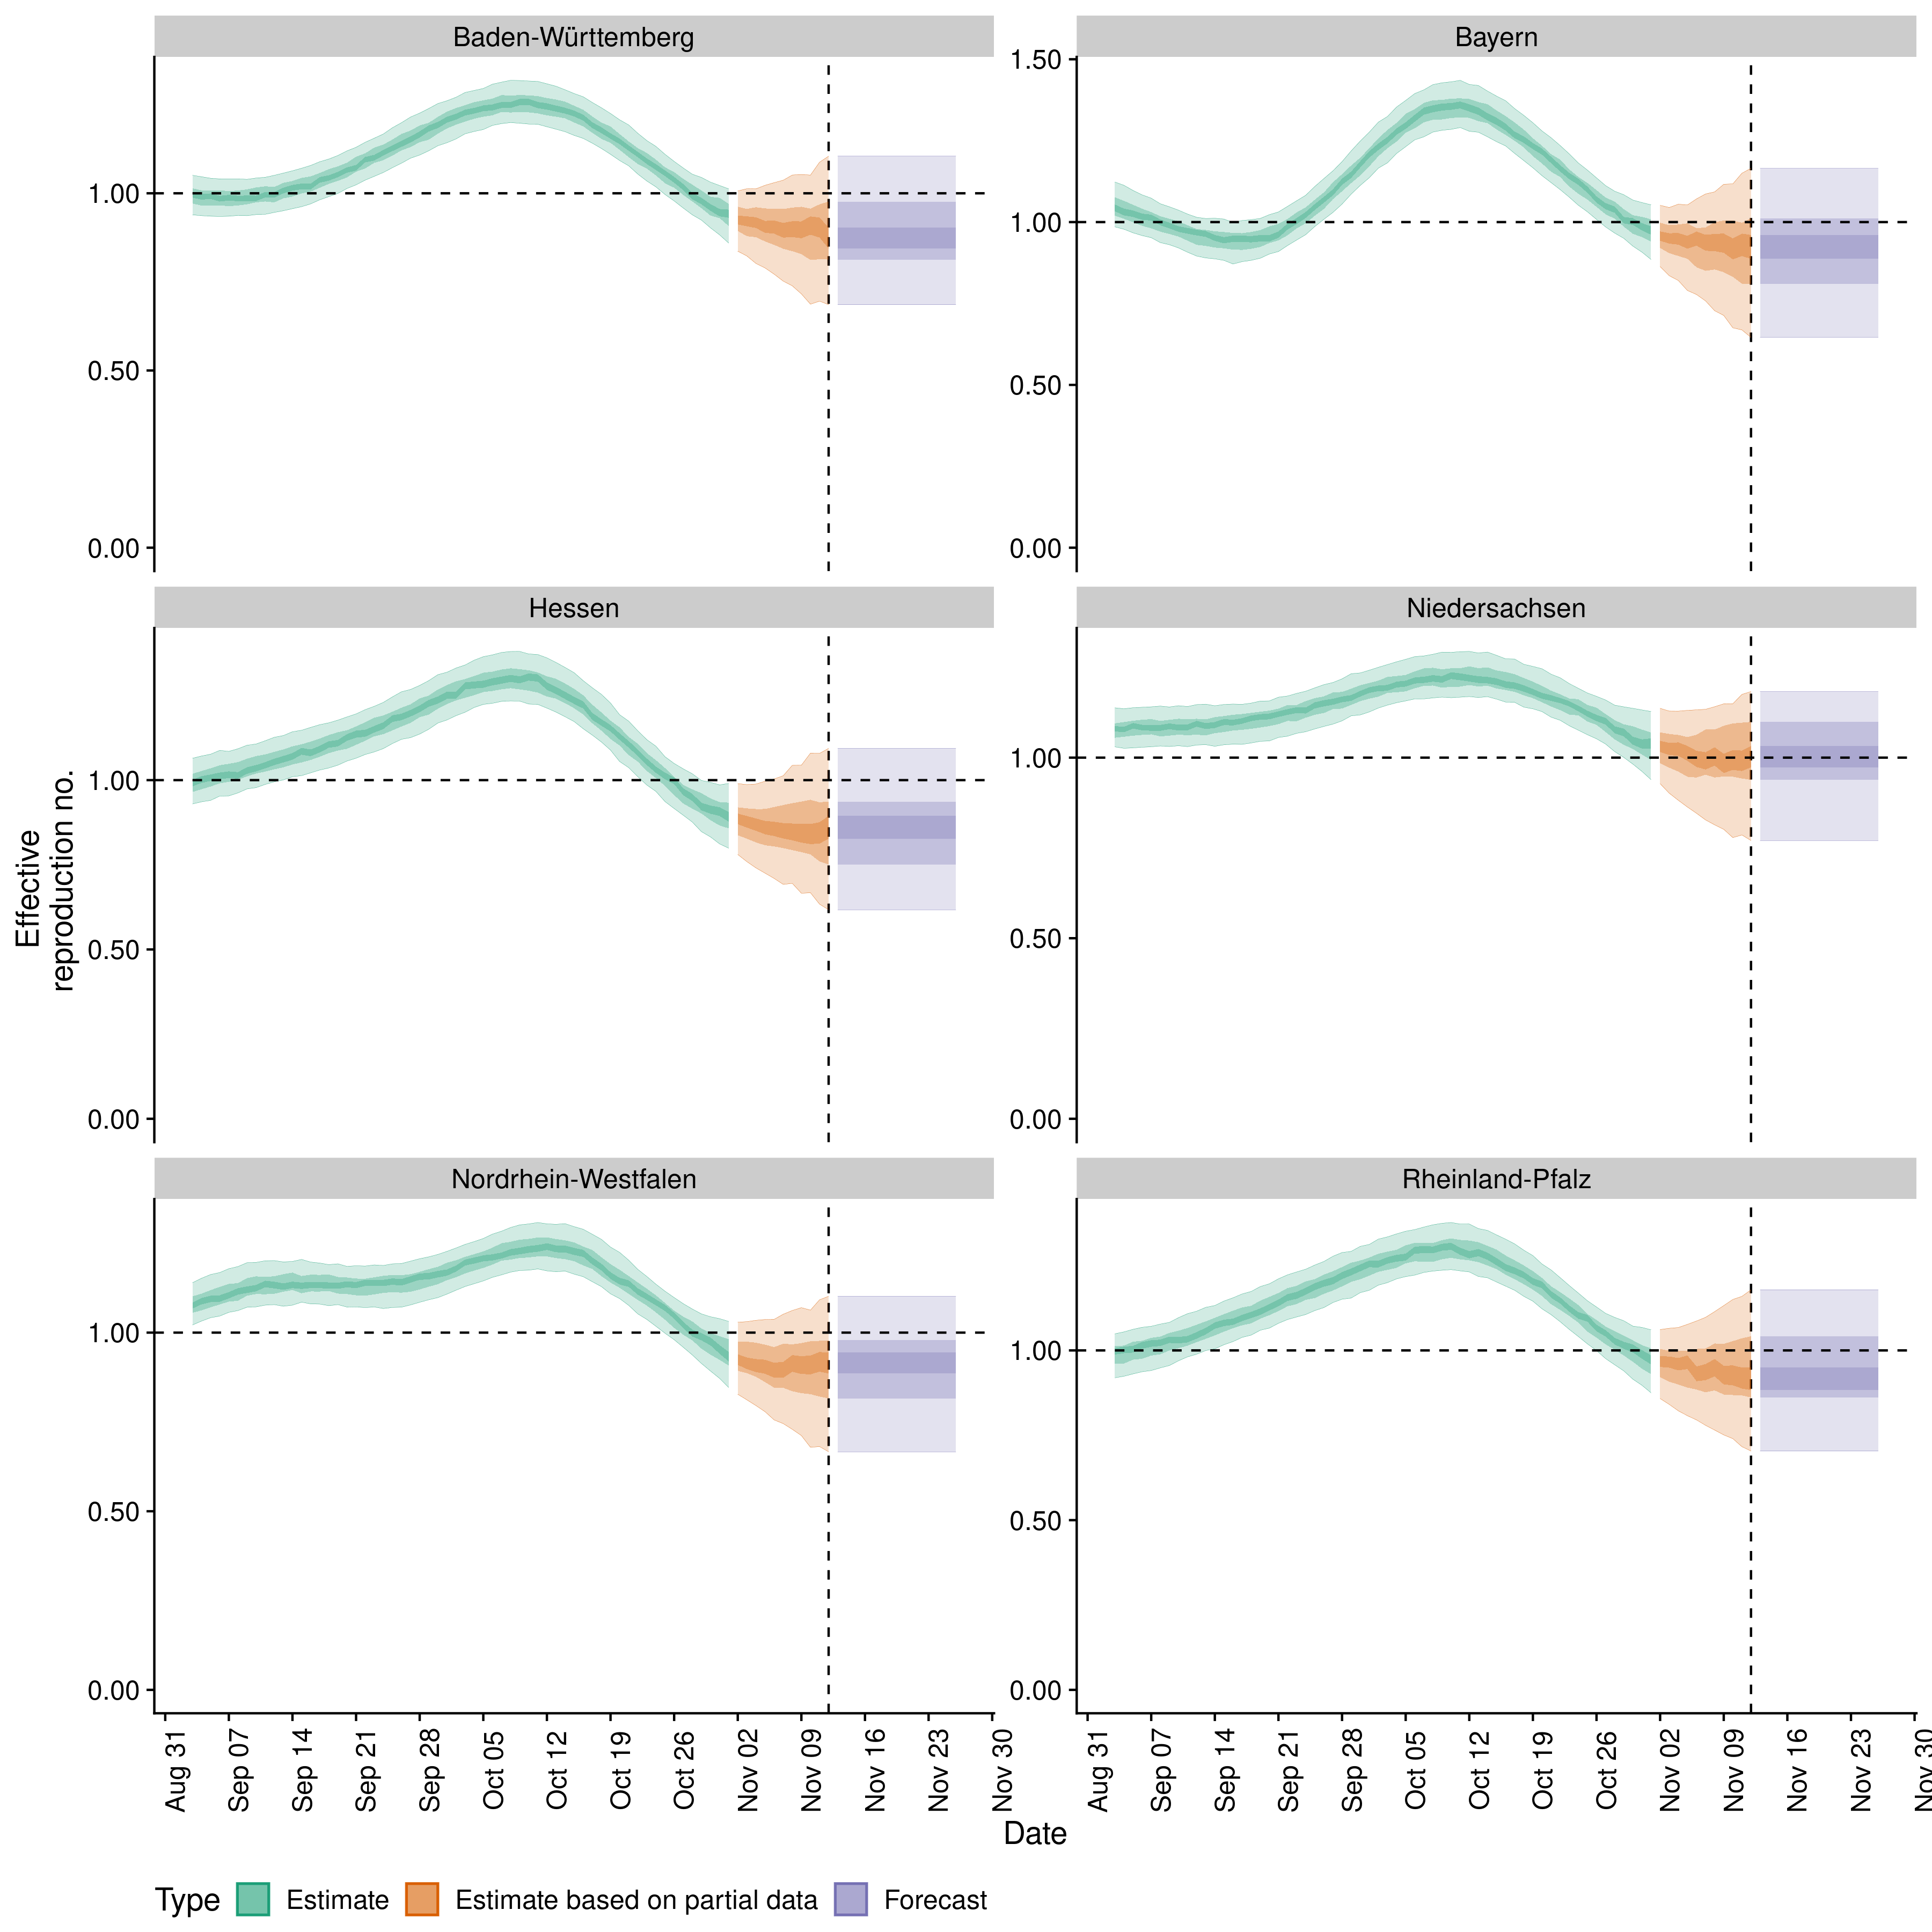 Baden-Württemberg
Bayern
1.00
0.50
0.00
1.50
1.00
0.50
0.00
Hessen
Niedersachsen
1.00
0.50
0.00
1.00
0.50
0.00
Effective
reproduction no.
Nordrhein-Westfalen
Rheinland-Pfalz
1.00
0.50
0.00
1.00
0.50
0.00
Aug 31
Sep 07
Sep 14
Sep 21
Sep 28
Oct 05
Oct 12
Oct 19
Oct 26
Nov 02
Nov 09
Nov 16
Nov 23
Nov 30
Aug 31
Sep 07
Sep 14
Sep 21
Sep 28
Oct 05
Oct 12
Oct 19
Oct 26
Nov 02
Nov 09
Nov 16
Nov 23
Nov 30
Date
Type Estimate Estimate based on partial data Forecast